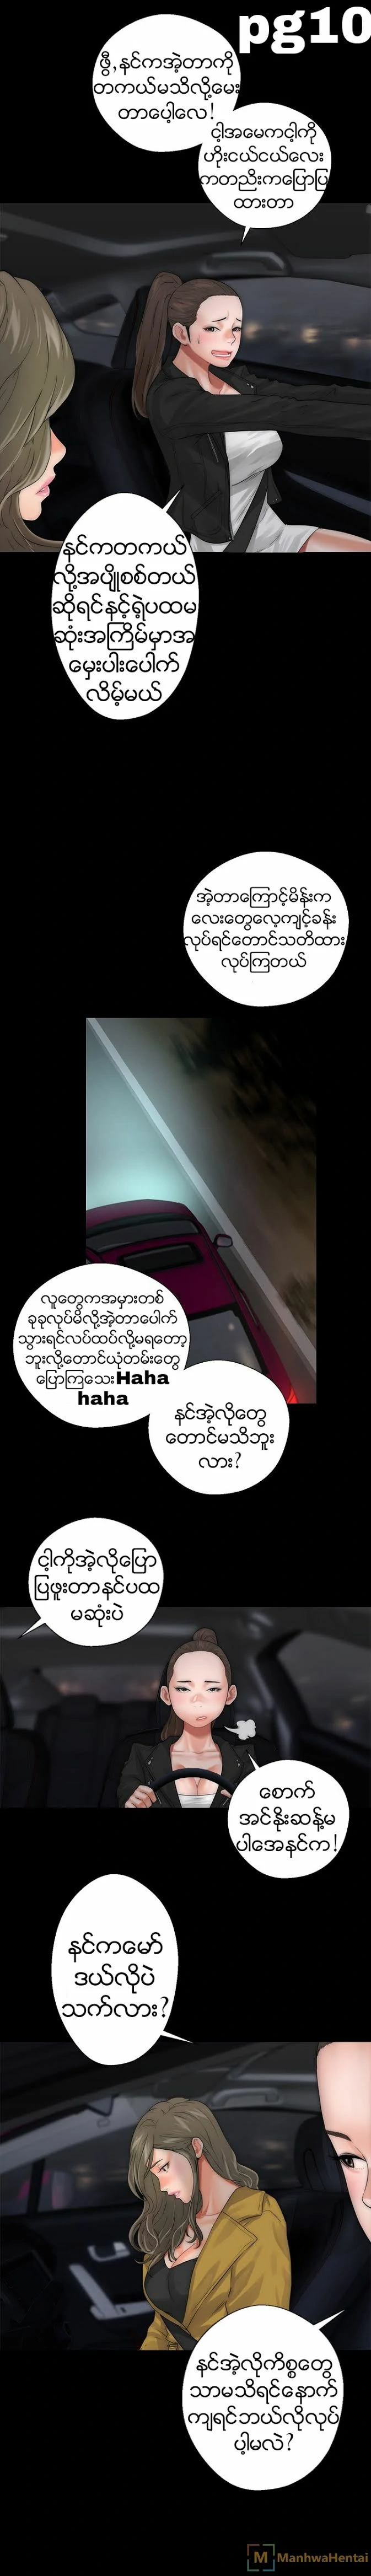 pg10
ဖွီ,နင်ကအဲ့တာကို
တကယ်မသိလို့မေး
တာပေါ့လေ!
ငါ့အမေကငါ့ကို
ဟိုးငယ်ငယ်လေး
ကတည်းကပြောပြ
ထားတာ
နင်ကတကယ်
လို့အပျိုစစ်တယ်
ဆိုရင်နင့်ရဲ့ပထမ
ဆုံးအကြိမ်မှာအ
မှေးပါးပေါက်
လိမ့်မယ်
အဲ့တာကြောင့်မိန်းက
လေးတွေလေ့ကျင့်ခန်း
လုပ်ရင်တောင်သတိထား
လုပ်ကြတယ်
လူတွေကအမှားတစ်
ခုခုလုပ်မိလို့အဲ့တာပေါက်
သွားရင်လပ်ထပ်လို့မရတော့
ဘူးလို့တောင်ယုံတမ်းတွေ
ပြောကြသေးHaha
haha
နင်အဲ့လိုတွေ
တောင်မသိဘူး
လား?
ငါ့ကိုအဲ့လိုပြော
ပြဖူးတာနင်ပထ
မဆုံးပဲ
စောက်
အင်နိုးဆန့်မ
ပါအေနင်က!
နင်ကမော်
ဒယ်လိုပဲ
သက်လား?
နင်အဲ့လိုကိစ္စတွေ
သာမသိရင်နောက်
ကျရင်ဘယ်လိုလုပ်
ပါ့မလဲ?
M ManhwaHentai